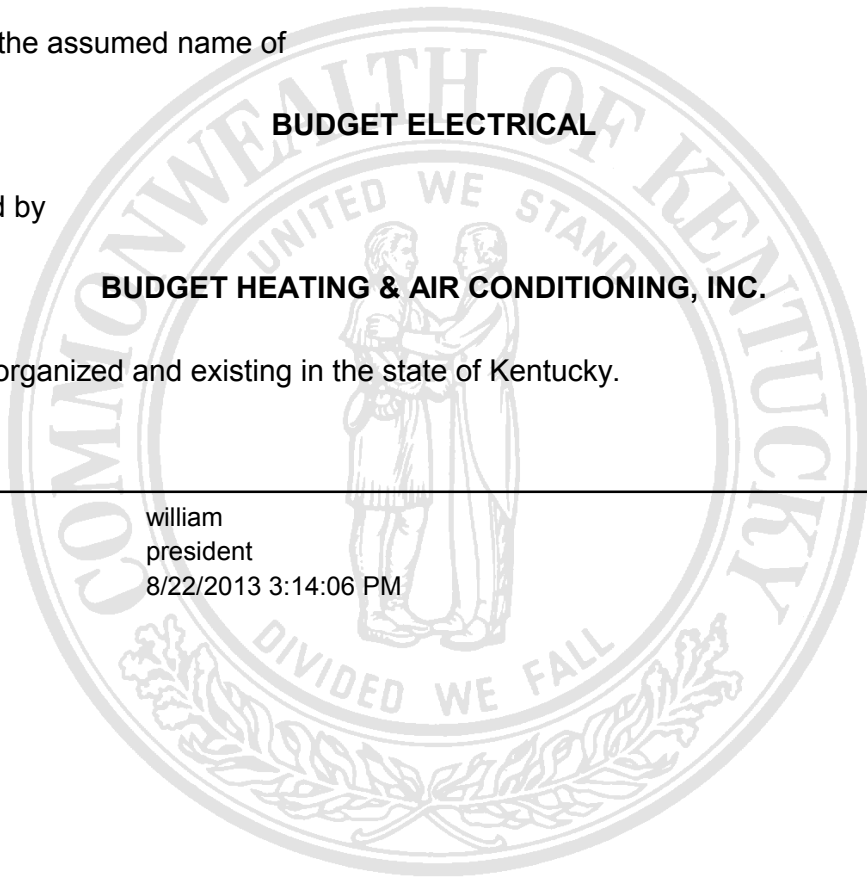 the assumed name of
BUDGET ELECTRICAL
d by
BUDGET HEATING & AIR CONDITIONING, INC.
organized and existing in the state of Kentucky.
william
president
8/22/2013 3:14:06 PM
COMMONWEALTH OF KENTUCKY
UNITED WE STAND
DIVIDED WE FALL